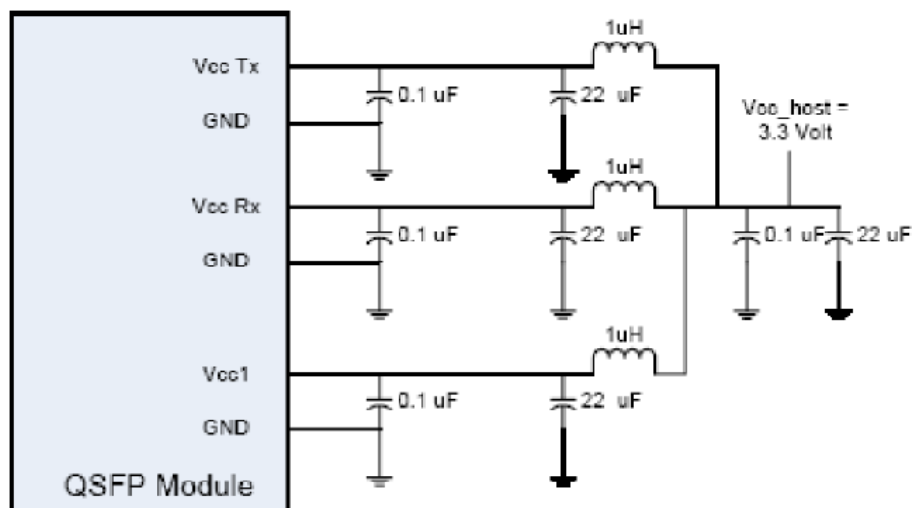 1uH
Vcc Tx
0.1 uF
22 uF
GND
Vcc_host =
3.3 Volt
1uH
Vcc Rx
0.1 uF
22 uF
0.1 uF
22 uF
GND
1uH
Vcc1
0.1 uF
22 uF
GND
QSFP Module